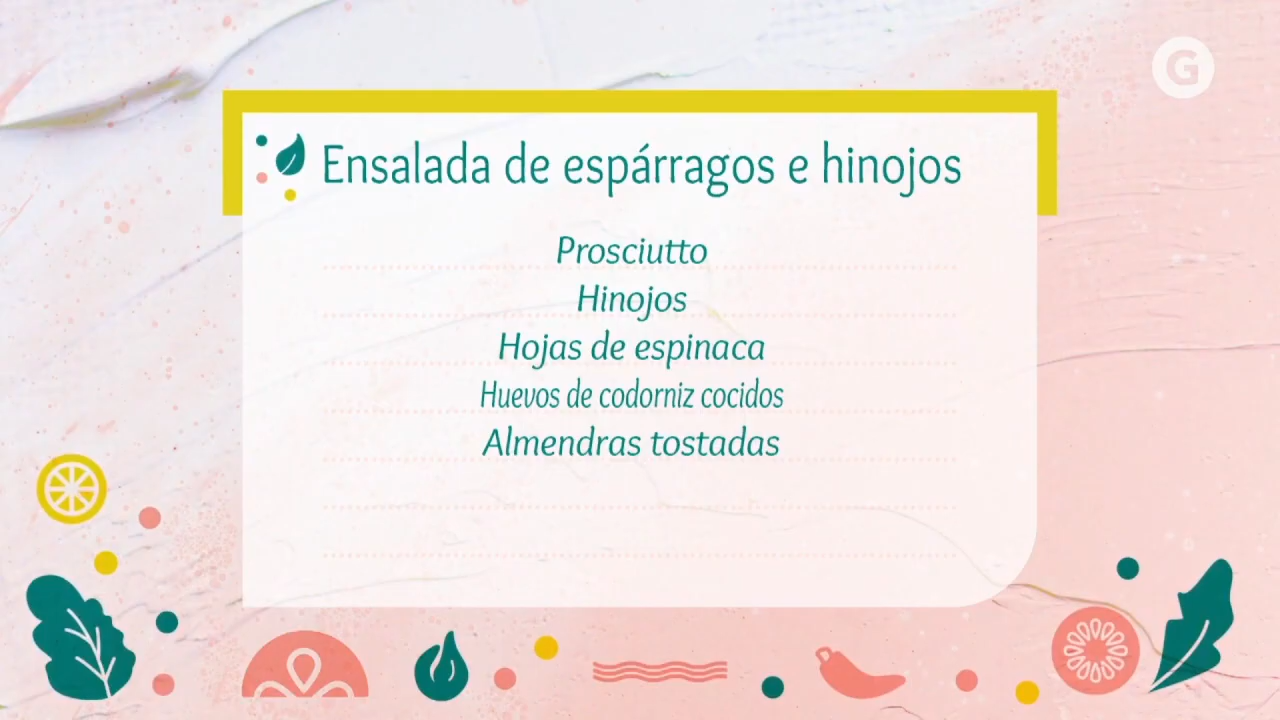 G
Ensalada de espárragos e hinojos
Prosciutto
Hinojos
Hojas de espinaca
Huevos de codorniz cocidos
Almendras tostadas